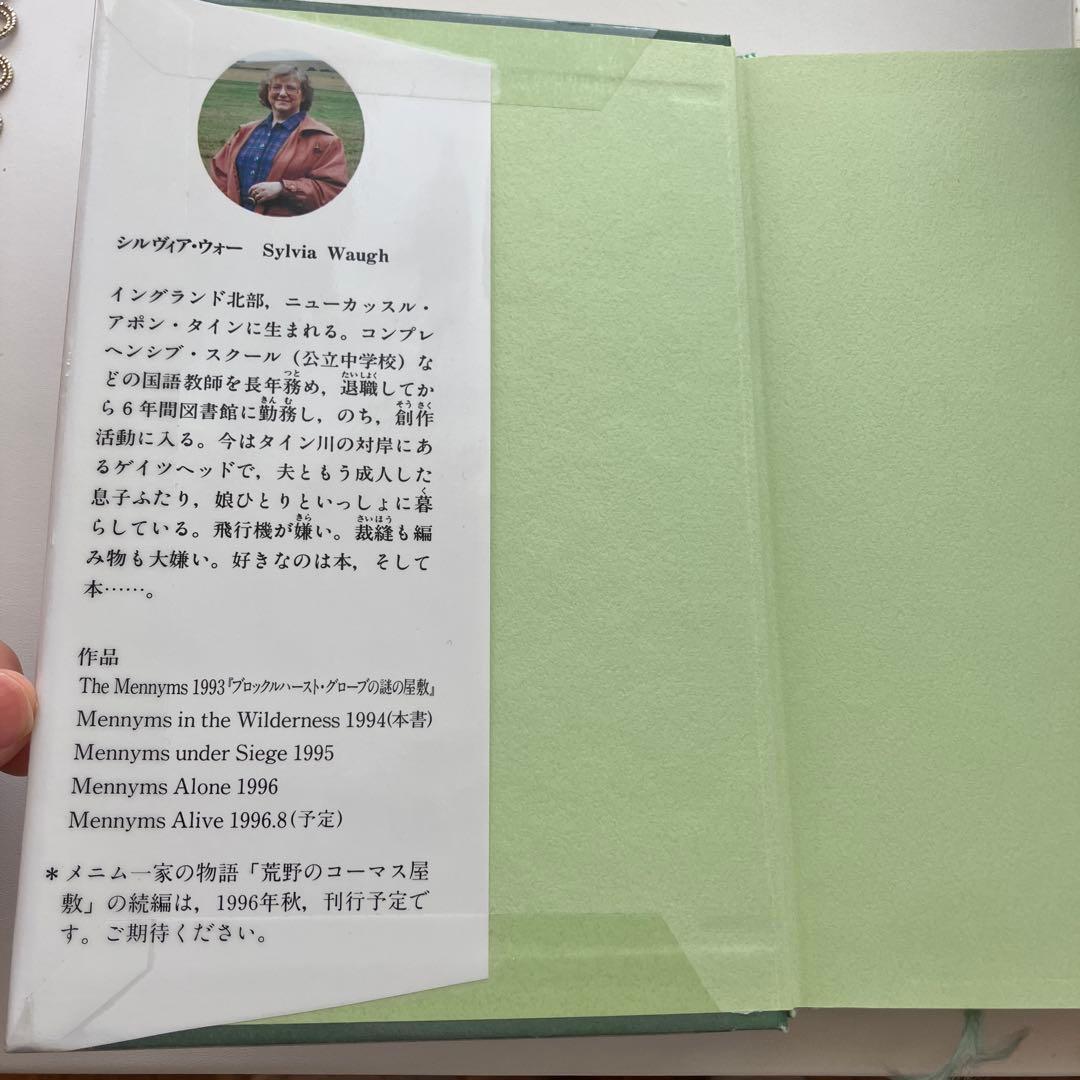 シルヴィア・ウォー Sylvia Waugh
イングランド北部，ニューカッスル・
アポン・タインに生まれる。コンプレ
ヘンシブ・スクール（公立中学校）な
どの国語教師を長年務め，退職してか
ら６年間図書館に勤務し，のち，創作
活動に入る。今はタイン川の対岸にあ
るゲイツヘッドで，夫ともう成人した
息子ふたり，娘ひとりといっしょに暮
らしている。飛行機が嫌い。裁縫も編
み物も大嫌い。好きなのは本，そして
本……。
作品
The Mennyms 1993『ブロックルハースト・グローブの謎の屋敷』
Mennyms in the Wilderness 1994(本書)
Mennyms under Siege 1995
Mennyms Alone 1996
Mennyms Alive 1996.8(予定)
＊メニム一家の物語「荒野のコーマス屋
敷」の続編は，1996年秋，刊行予定で
す。ご期待ください。